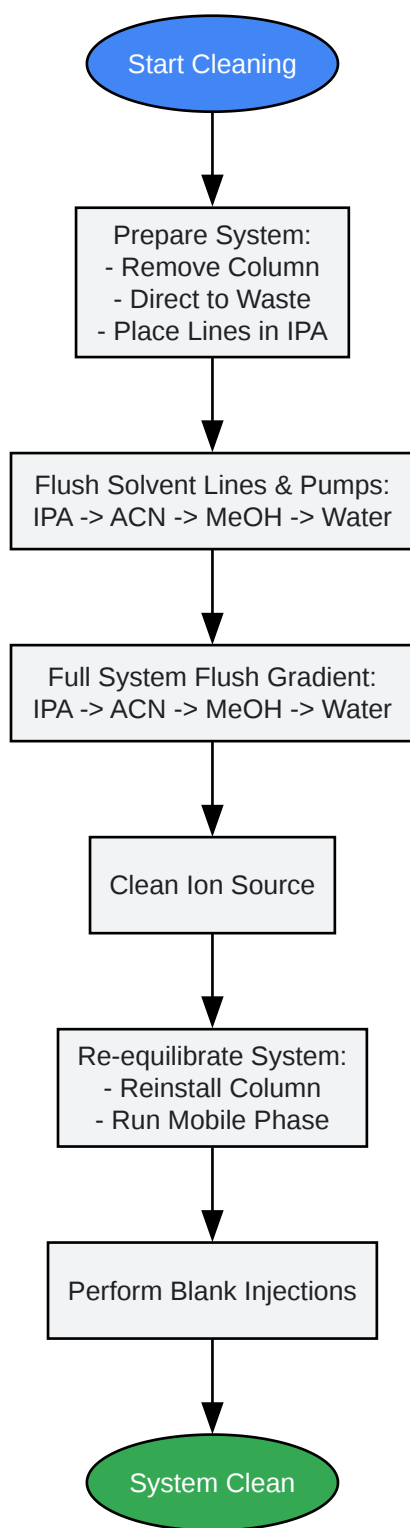 Start Cleaning
Prepare System:
- Remove Column
- Direct to Waste
- Place Lines in IPA
Flush Solvent Lines & Pumps:
IPA -> ACN -> MeOH -> Water
Full System Flush Gradient:
IPA -> ACN -> MeOH -> Water
Clean Ion Source
Re-equilibrate System:
- Reinstall Column
- Run Mobile Phase
Perform Blank Injections
System Clean